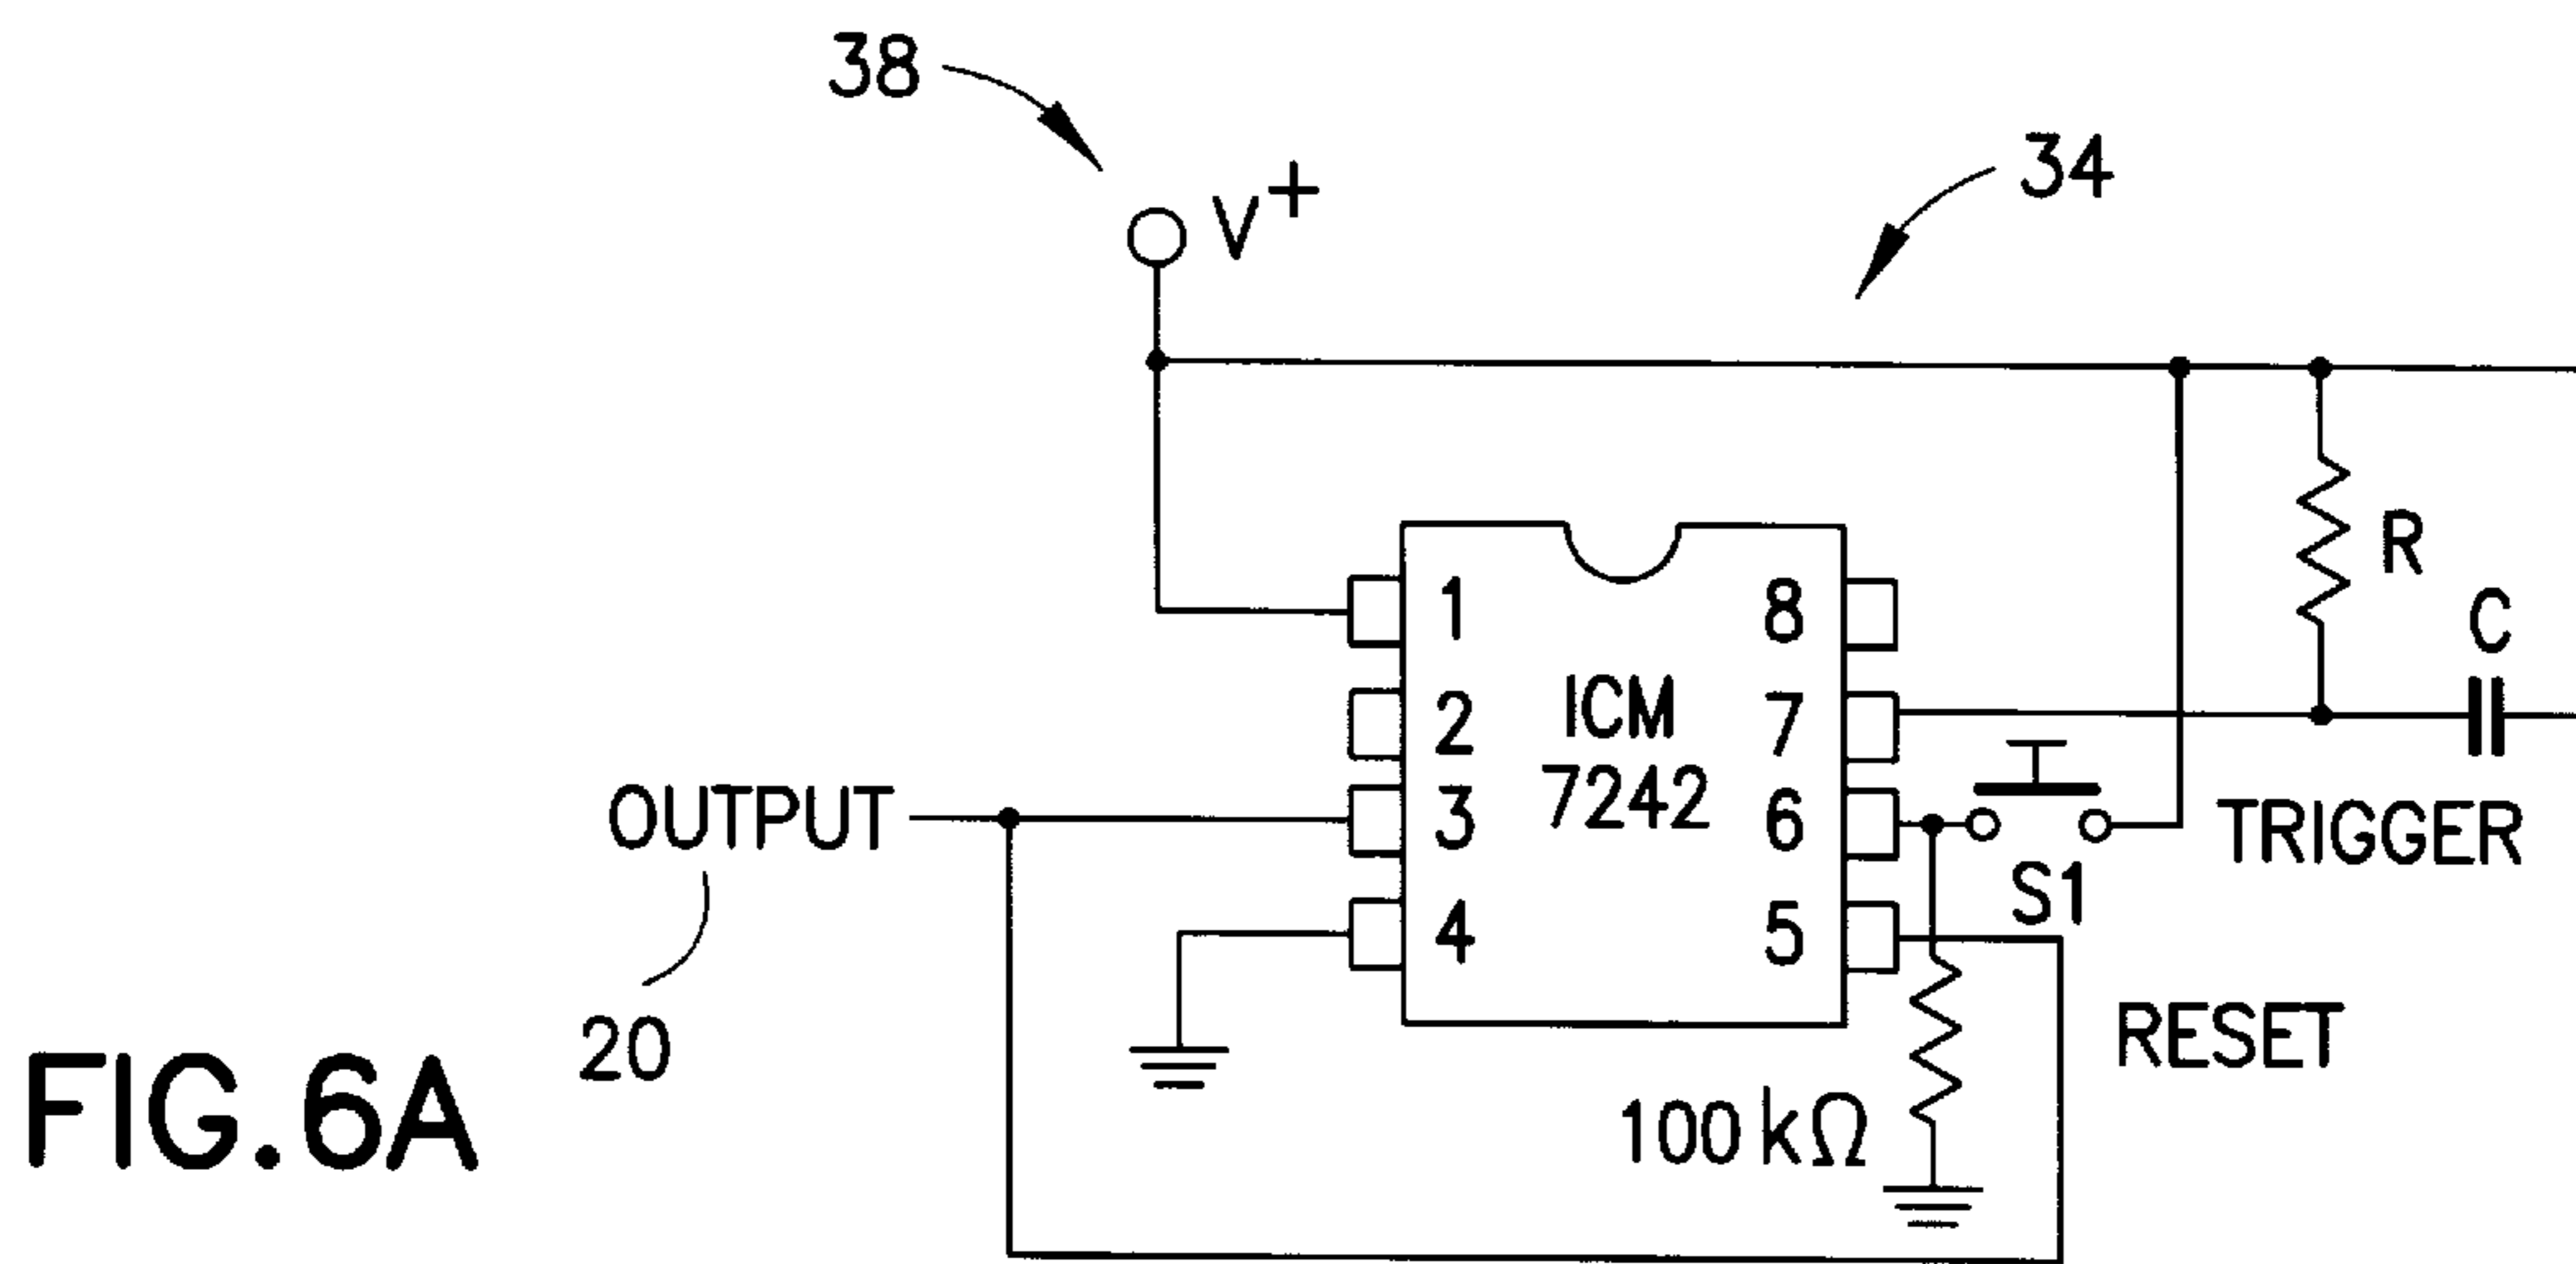 38
V+
34
R
C
1
8
2
7
ICM
7242
3
6
4
5
OUTPUT
20
TRIGGER
S1
RESET
100 kΩ
FIG. 6A